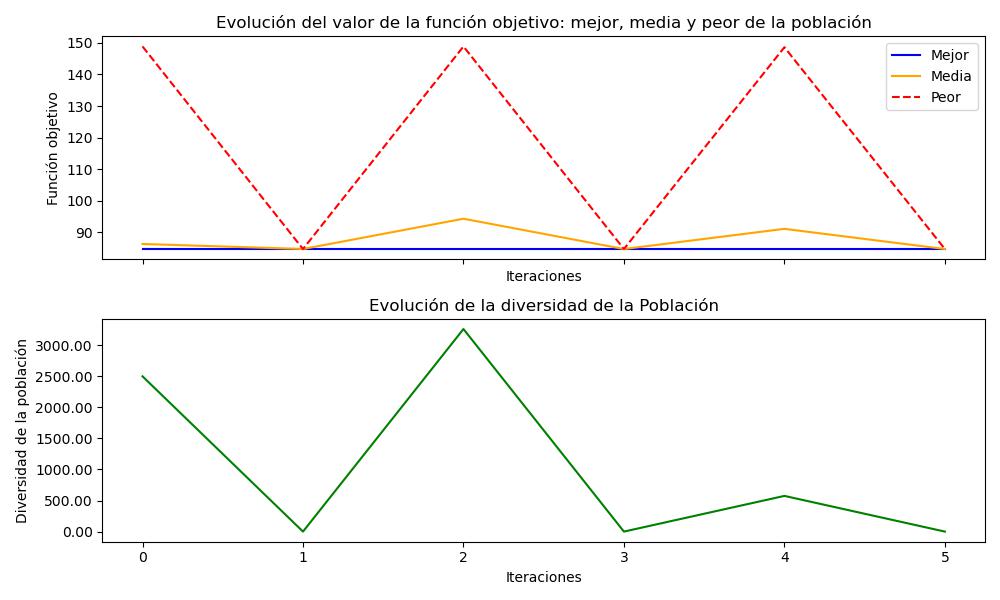 Evolución del valor de la función objetivo: mejor, media y peor de la población
150
140
130
120
110
100
90
Función objetivo
Mejor
Media
Peor
Iteraciones
Evolución de la diversidad de la Población
3000.00
2500.00
2000.00
1500.00
1000.00
500.00
0.00
Diversidad de la población
0 1 2 3 4 5
Iteraciones